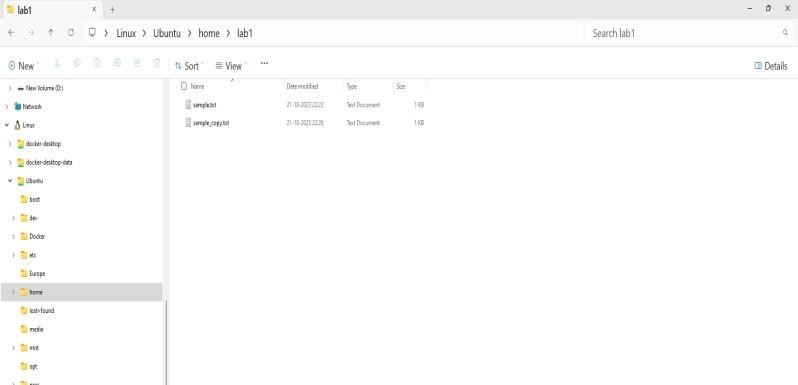 lab1
Linux > Ubuntu > home > lab1
Search lab1
New
Sort
View
Details
Name Date modified Type Size
sample.txt 21-10-2023 22:23 Text Document 1 KB
sample_copy.txt 21-10-2023 22:26 Text Document 1 KB
New Volume (D:)
Network
Linux
docker-desktop
docker-desktop-data
Ubuntu
boot
dev
Docker
etc
Europe
home
lost+found
media
mnt
opt